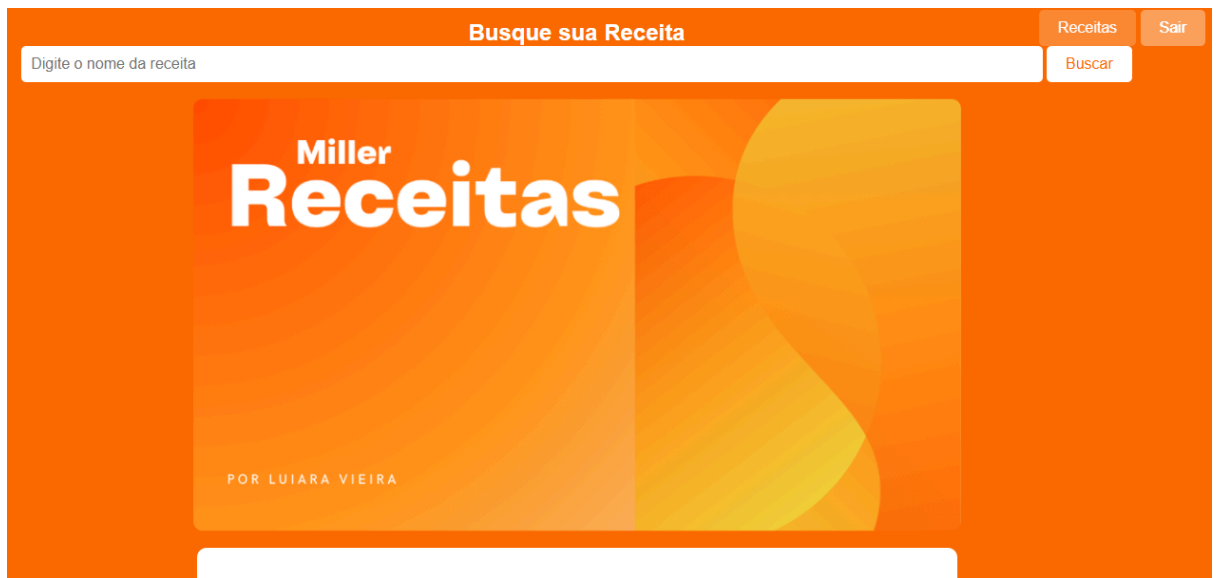 Busque sua Receita
Receitas
Sair
Digite o nome da receita
Buscar
Miller
Receitas
POR LUIARA VIEIRA